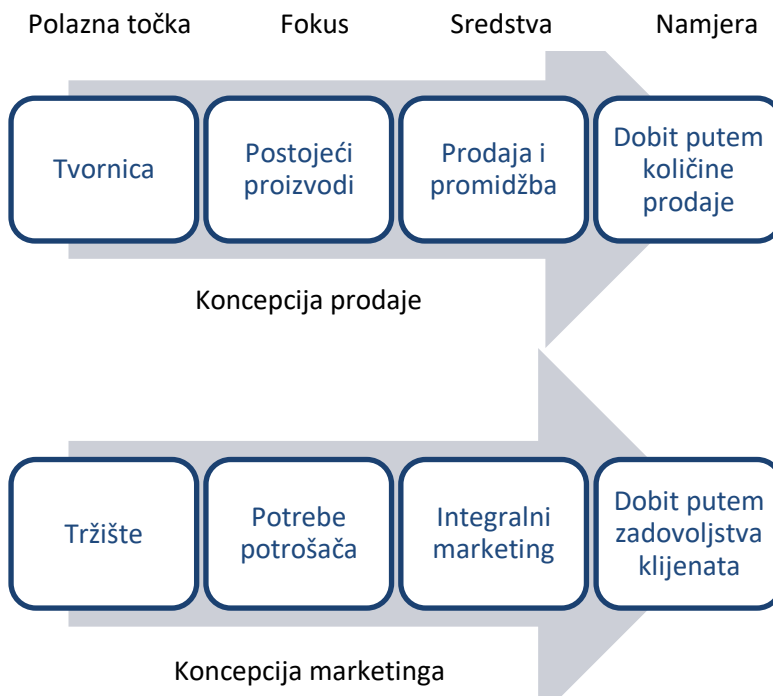 Polazna točka Fokus Sredstva Namjera
Tvornica
Postojeći
proizvodi
Prodaja i
promidžba
Dobit putem
količine
prodaje
Koncepcija prodaje
Tržište
Potrebe
potrošača
Integralni
marketing
Dobit putem
zadovoljstva
klijenata
Koncepcija marketinga